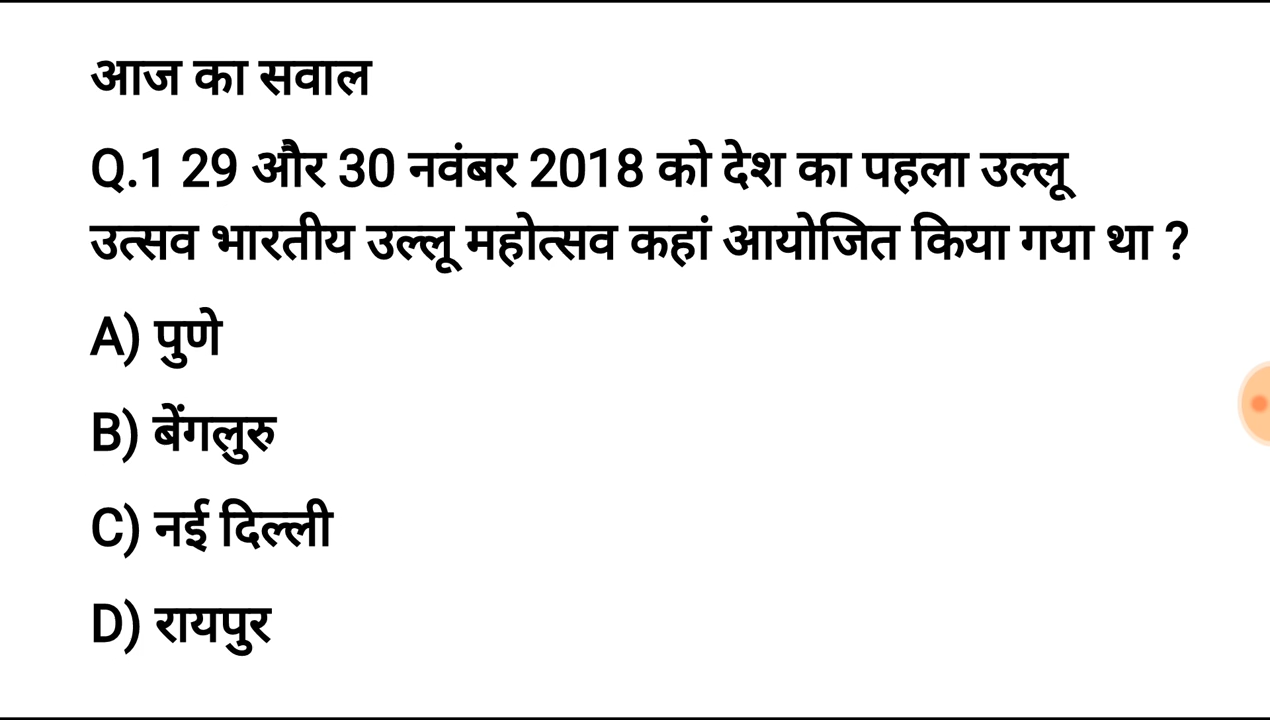 आज का सवाल
Q.1 29 और 30 नवंबर 2018 को देश का पहला उल्लू
उत्सव भारतीय उल्लू महोत्सव कहां आयोजित किया गया था ?
A) पुणे
B) बेंगलुरु
C) नई दिल्ली
D) रायपुर